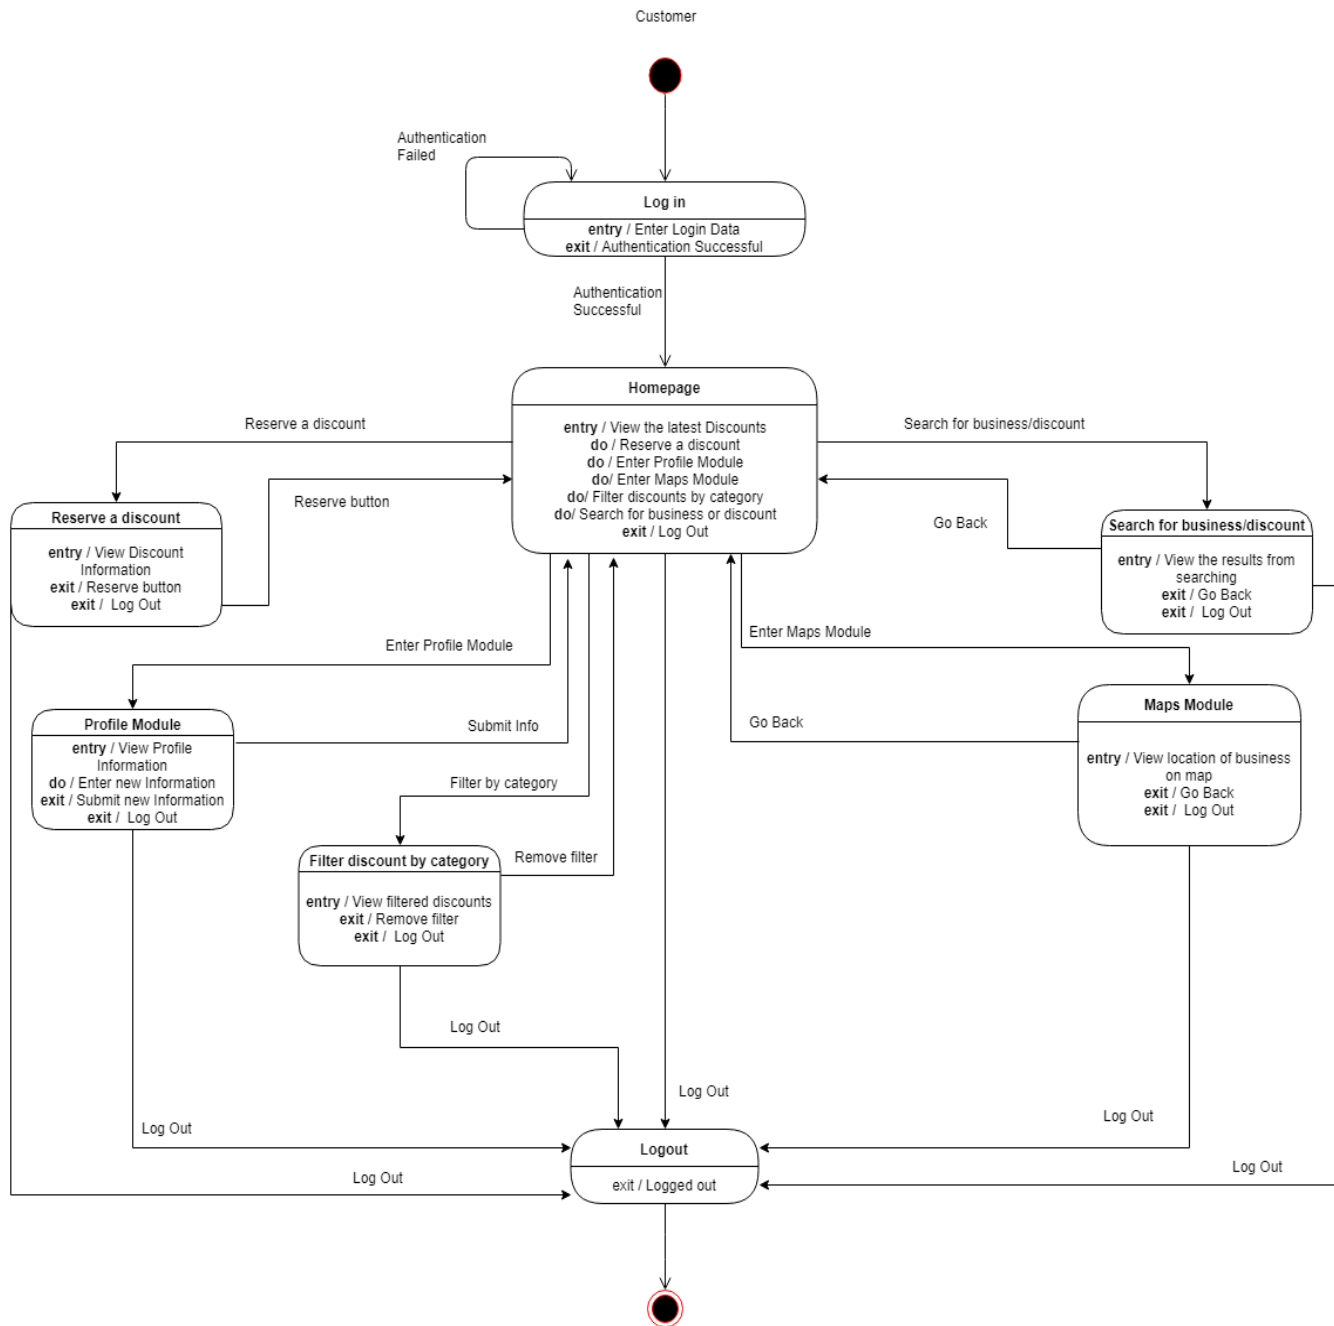 Customer
Authentication
Failed
Log in
entry / Enter Login Data
exit / Authentication Successful
Authentication
Successful
Homepage
entry / View the latest Discounts
do / Reserve a discount
do / Enter Profile Module
do/ Enter Maps Module
do/ Filter discounts by category
do/ Search for business or discount
exit / Log Out
Reserve a discount
Search for business/discount
Reserve button
Go Back
Reserve a discount
entry / View Discount
Information
exit / Reserve button
exit /  Log Out
Search for business/discount
entry / View the results from
searching
exit / Go Back
exit /  Log Out
Enter Profile Module
Enter Maps Module
Profile Module
entry / View Profile
Information
do / Enter new Information
exit / Submit new Information
exit /  Log Out
Submit Info
Go Back
Maps Module
entry / View location of business
on map
exit / Go Back
exit /  Log Out
Filter by category
Filter discount by category
entry / View filtered discounts
exit / Remove filter
exit /  Log Out
Remove filter
Log Out
Log Out
Log Out
Log Out
Log Out
Log Out
Logout
exit / Logged out